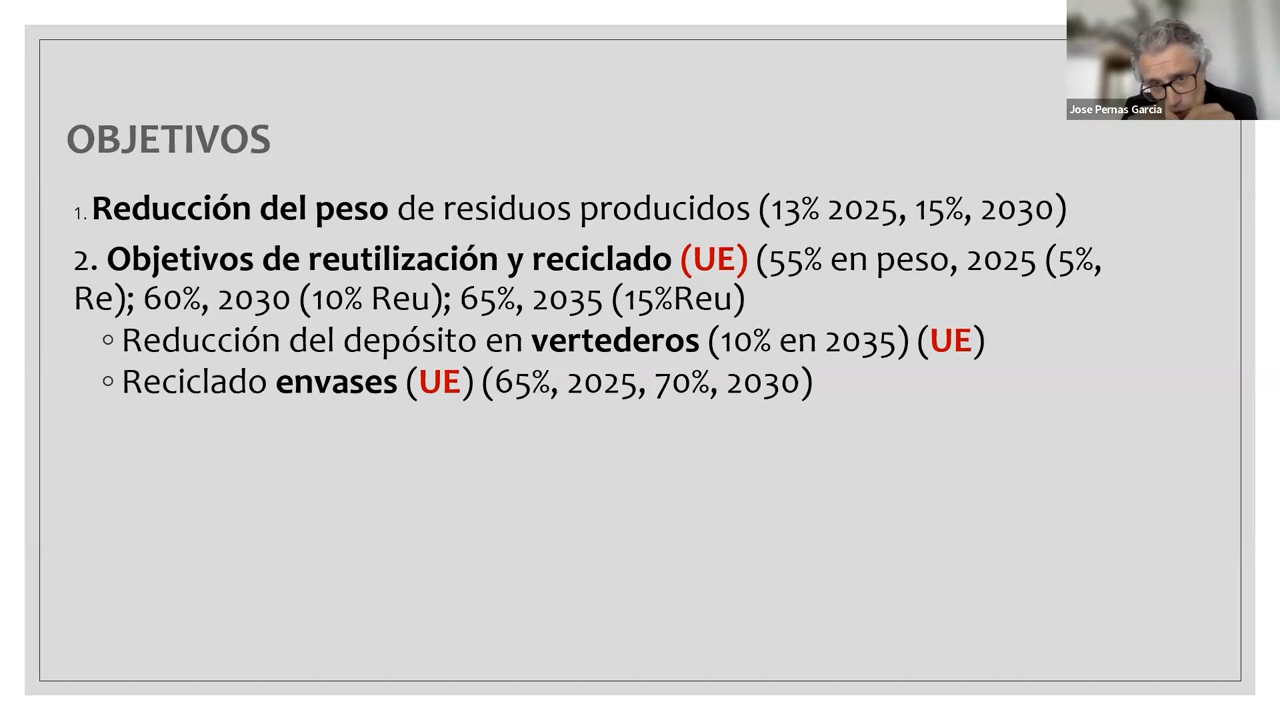 Jose Pernas García
OBJETIVOS
1. Reducción del peso de residuos producidos (13% 2025, 15%, 2030)
2. Objetivos de reutilización y reciclado (UE) (55% en peso, 2025 (5%,
Re); 60%, 2030 (10% Reu); 65%, 2035 (15%Reu)
◦ Reducción del depósito en vertederos (10% en 2035) (UE)
◦ Reciclado envases (UE) (65%, 2025, 70%, 2030)